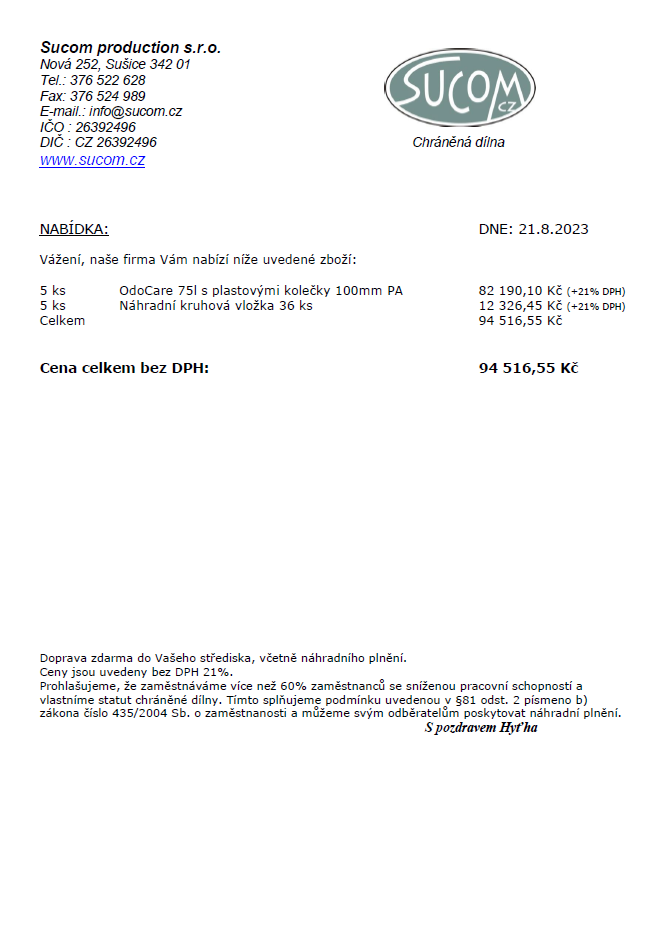 Sucom production s.r.o.
Nová 252, Sušice 342 01
Tel.: 376 522 628
Fax: 376 524 989
E-mail.: info@sucom.cz
IČO : 26392496
DIČ : CZ 26392496
www.sucom.cz
SUCOM
CZ
Chráněná dílna
NABÍDKA: DNE: 21.8.2023
Vážení, naše firma Vám nabízí níže uvedené zboží:
5 ks OdoCare 75l s plastovými kolečky 100mm PA 82 190,10 Kč (+21% DPH)
5 ks Náhradní kruhová vložka 36 ks 12 326,45 Kč (+21% DPH)
Celkem 94 516,55 Kč
Cena celkem bez DPH: 94 516,55 Kč
Doprava zdarma do Vašeho střediska, včetně náhradního plnění.
Ceny jsou uvedeny bez DPH 21%.
Prohlašujeme, že zaměstnáváme více než 60% zaměstnanců se sníženou pracovní schopností a
vlastníme statut chráněné dílny. Tímto splňujeme podmínku uvedenou v §81 odst. 2 písmeno b)
zákona číslo 435/2004 Sb. o zaměstnanosti a můžeme svým odběratelům poskytovat náhradní plnění.
S pozdravem Hyťha